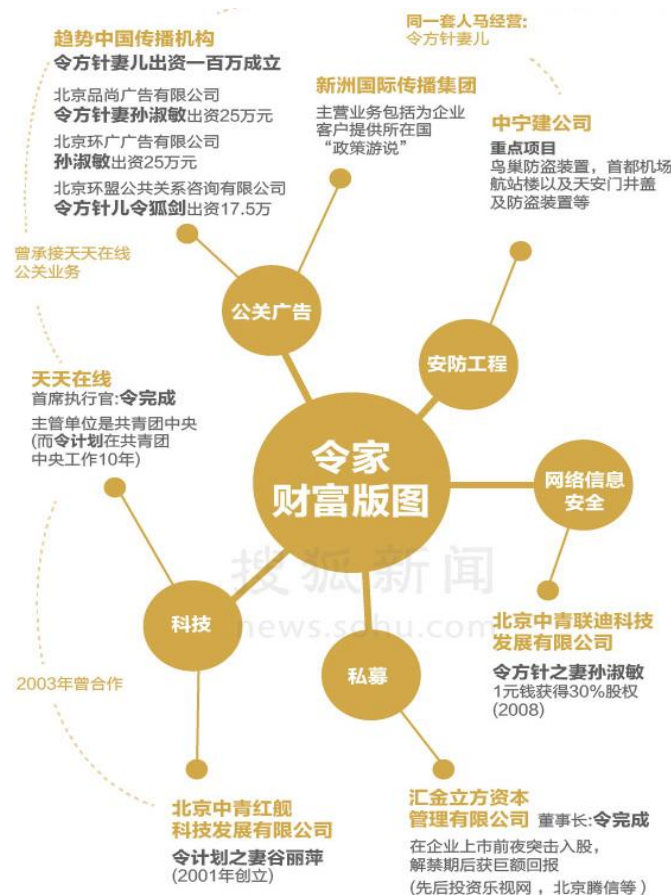 趋势中国传播机构
令方针妻儿出资一百万成立
北京品尚广告有限公司
令方针妻孙淑敏出资25万元
北京环广广告有限公司
孙淑敏出资25万元
北京环盟公共关系咨询有限公司
令方针儿令狐剑出资17.5万
同一套人马经营:
令方针妻儿
新洲国际传播集团
主营业务包括为企业
客户提供所在国
“政策游说”
中宁建公司
重点项目
鸟巢防盗装置，首都机场
航站楼以及天安门井盖
及防盗装置等
曾承接天天在线
公关业务
公关广告
安防工程
天天在线
首席执行官:令完成
主管单位是共青团中央
(而令计划在共青团
中央工作10年)
令家
财富版图
网络信息
安全
搜狐新闻
news.sohu.com
科技
私募
北京中青联迪科技
发展有限公司
令方针之妻孙淑敏
1元钱获得30%股权
(2008)
2003年曾合作
北京中青红舰
科技发展有限公司
令计划之妻谷丽萍
(2001年创立)
汇金立方资本
管理有限公司 董事长:令完成
在企业上市前夜突击入股，
解禁期后获巨额回报
(先后投资乐视网，北京腾信等)